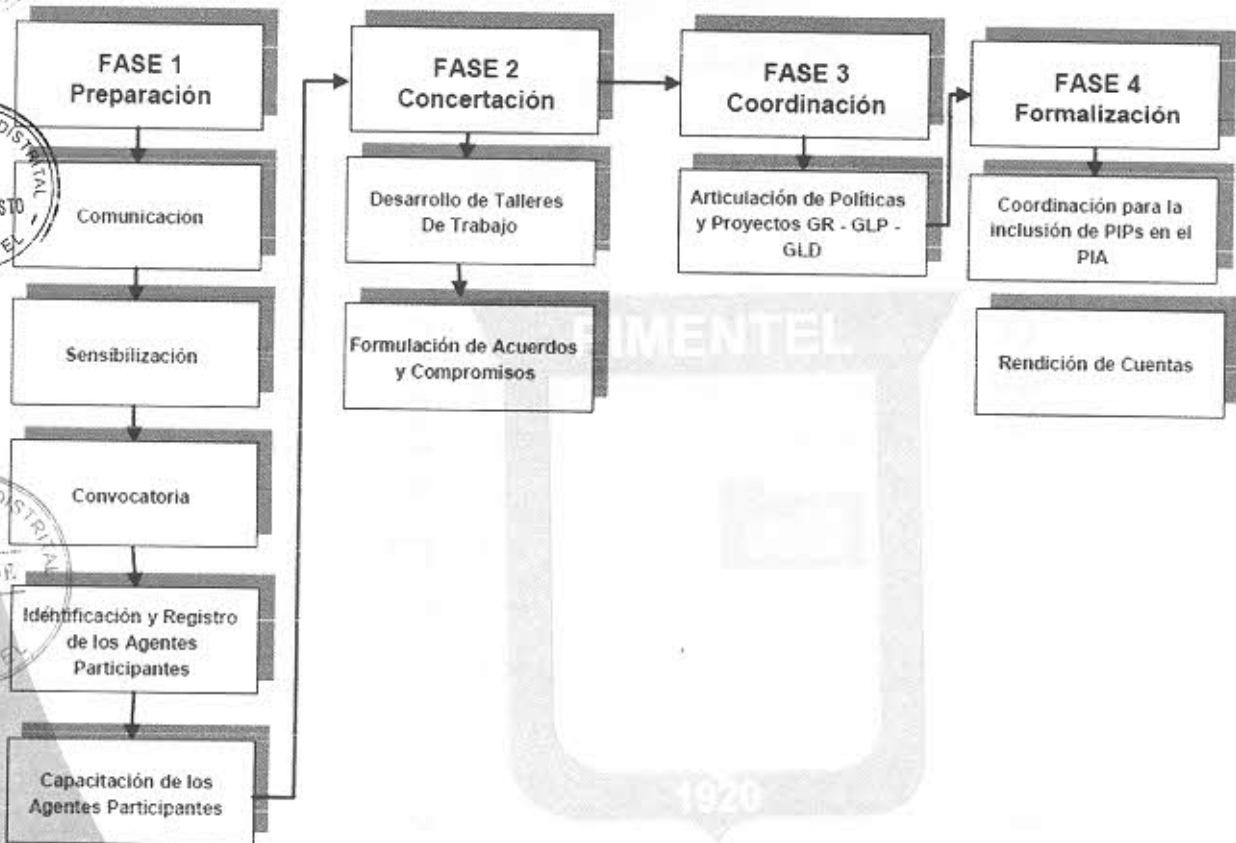 FASE 1
Preparación
Comunicación
Sensibilización
Convocatoria
Identificación y Registro
de los Agentes
Participantes
Capacitación de los
Agentes Participantes
FASE 2
Concertación
Desarrollo de Talleres
De Trabajo
Formulación de Acuerdos
y Compromisos
FASE 3
Coordinación
Articulación de Políticas
y Proyectos GR - GLP -
GLD
FASE 4
Formalización
Coordinación para la
inclusión de PIPs en el
PIA
Rendición de Cuentas
PIMENTEL
1920
DISTRITAL
DISTRITAL